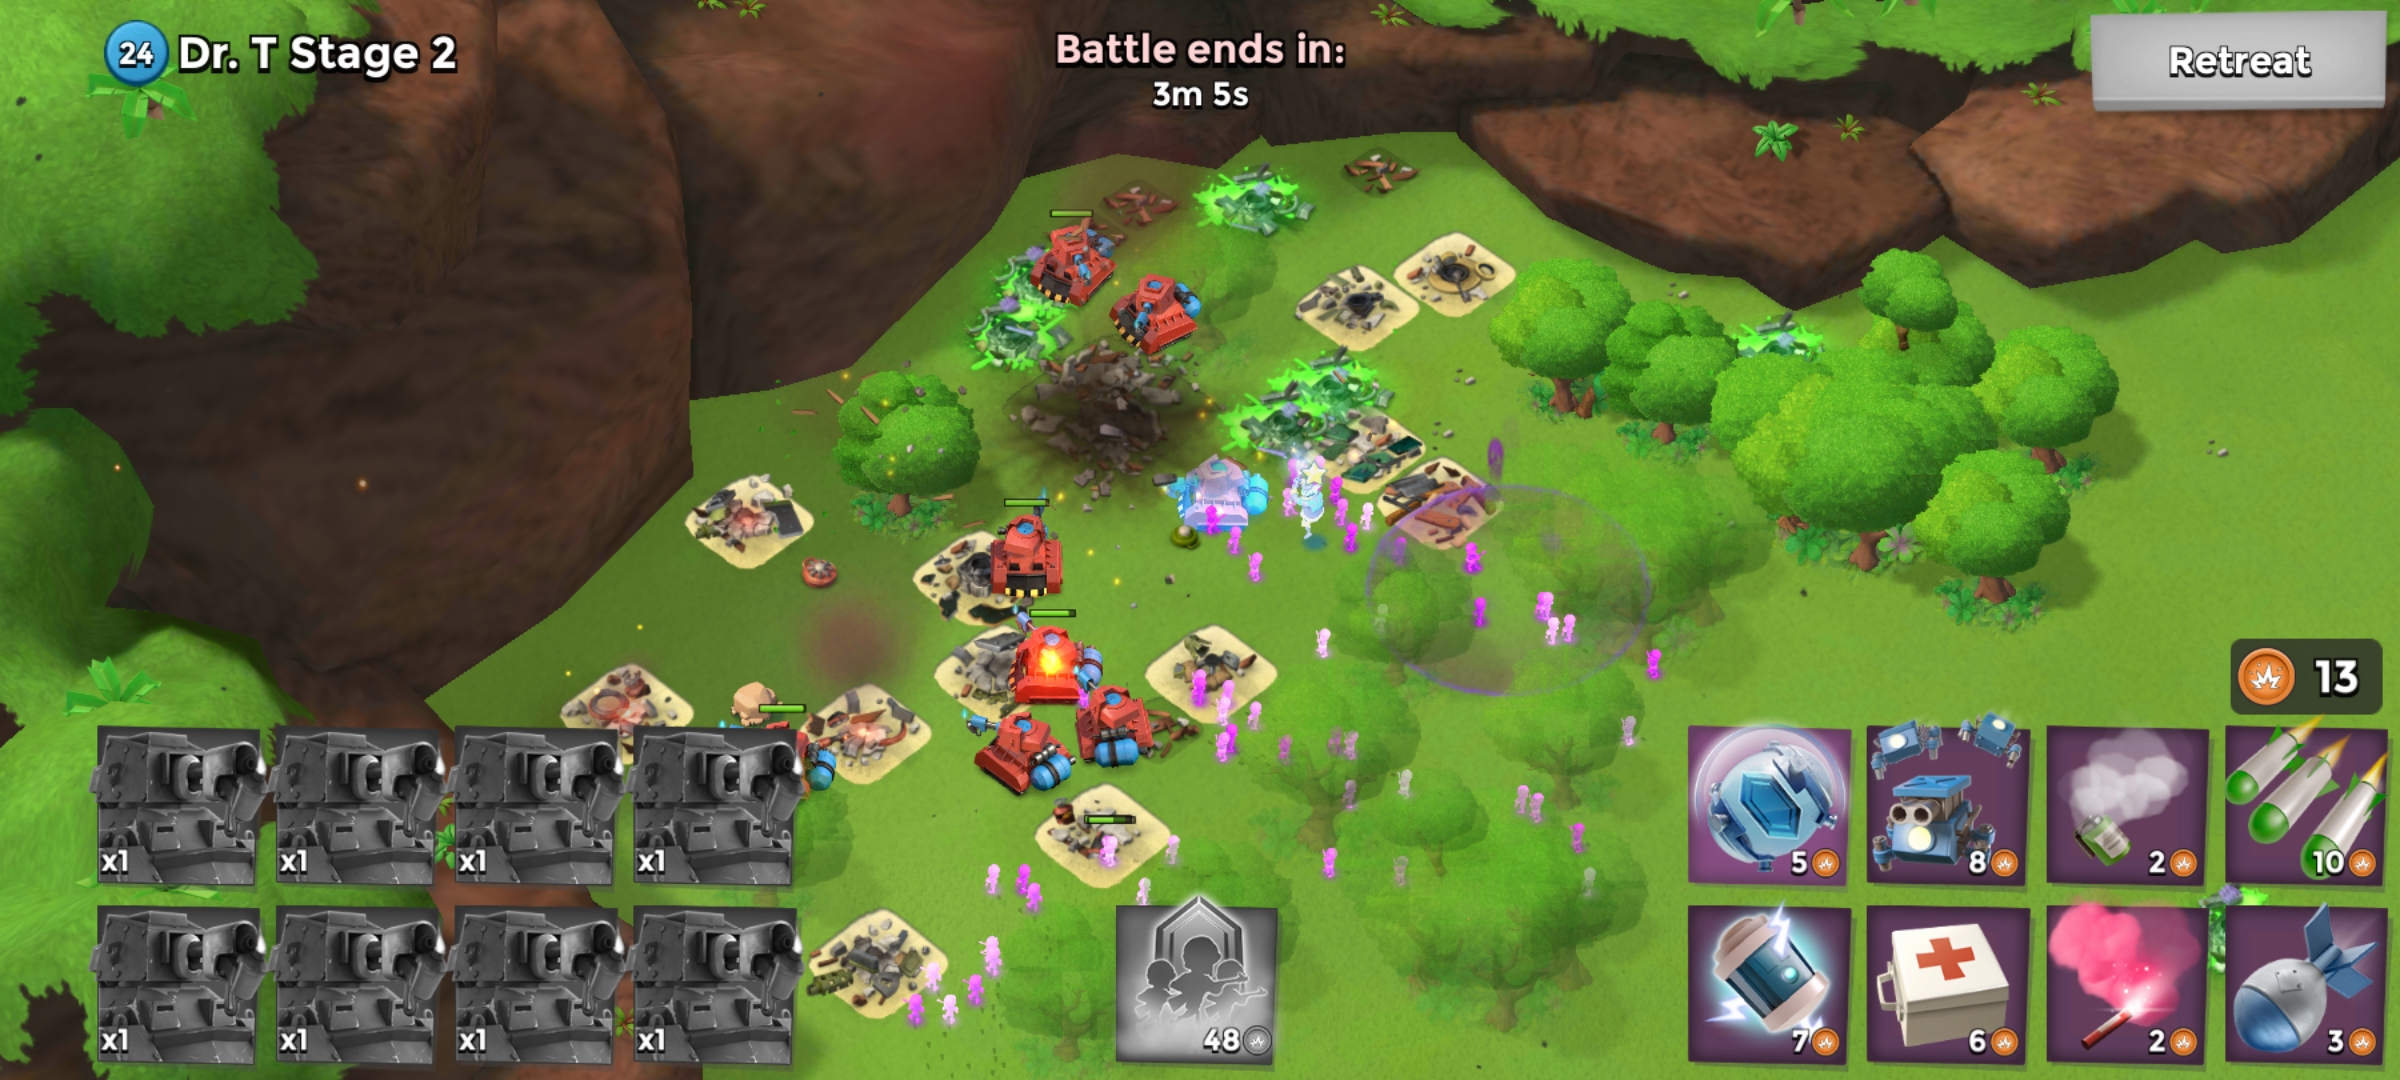 24 Dr. T Stage 2
Battle ends in:
3m 5s
Retreat
13
x1 x1 x1 x1
5 8 2 10
x1 x1 x1 x1
48
7 6 2 3